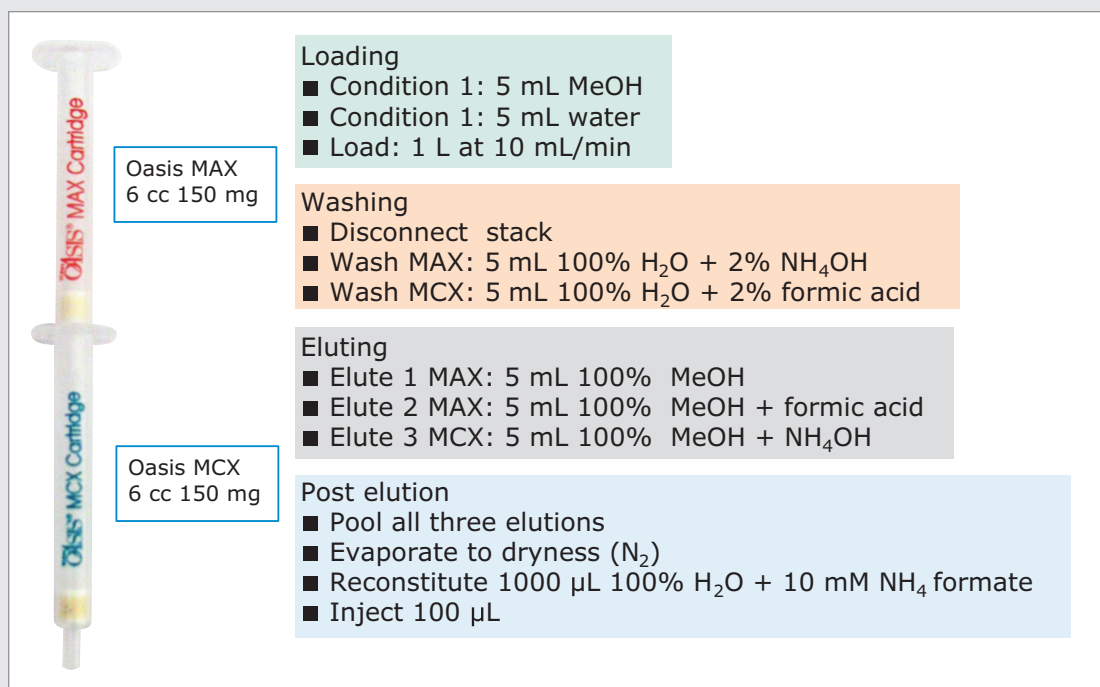 Oasis® MAX Cartridge
Oasis MAX
6 cc 150 mg
Oasis® MCX Cartridge
Oasis MCX
6 cc 150 mg
Loading
■ Condition 1: 5 mL MeOH
■ Condition 1: 5 mL water
■ Load: 1 L at 10 mL/min
Washing
■ Disconnect stack
■ Wash MAX: 5 mL 100% H₂O + 2% NH₄OH
■ Wash MCX: 5 mL 100% H₂O + 2% formic acid
Eluting
■ Elute 1 MAX: 5 mL 100% MeOH
■ Elute 2 MAX: 5 mL 100% MeOH + formic acid
■ Elute 3 MCX: 5 mL 100% MeOH + NH₄OH
Post elution
■ Pool all three elutions
■ Evaporate to dryness (N₂)
■ Reconstitute 1000 µL 100% H₂O + 10 mM NH₄ formate
■ Inject 100 µL